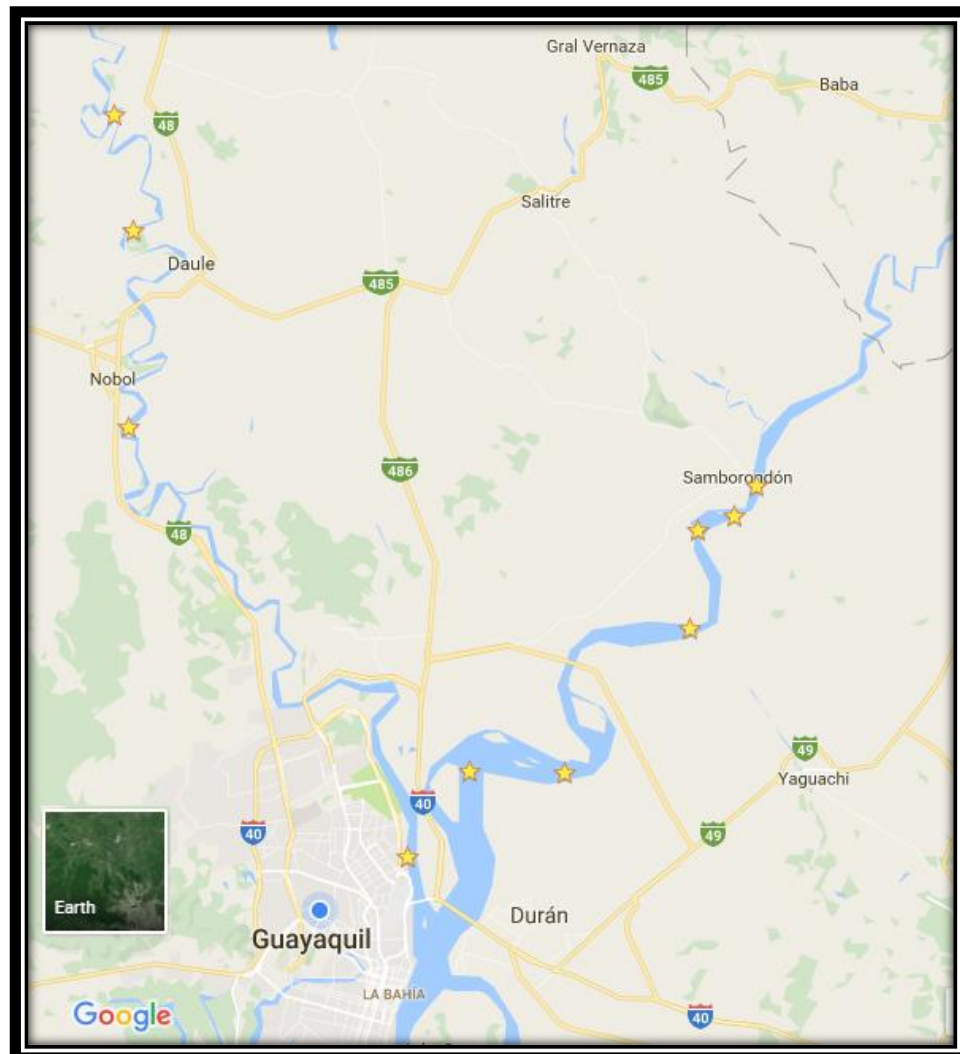 Gral Vernaza
485
Baba
48
Salitre
Daule
485
Nobol
486
Samborondón
48
49
Yaguachi
40
40
49
Earth
Durán
Guayaquil
LA BAHÍA
Google
40